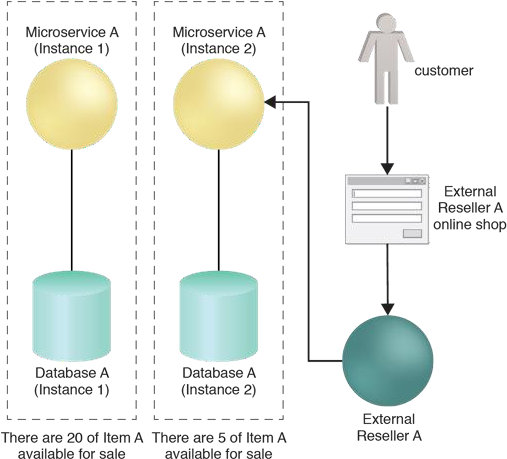 Microservice A
(Instance 1)
Microservice A
(Instance 2)
customer
External
Reseller A
online shop
Database A
(Instance 1)
Database A
(Instance 2)
External
Reseller A
There are 20 of Item A
available for sale
There are 5 of Item A
available for sale